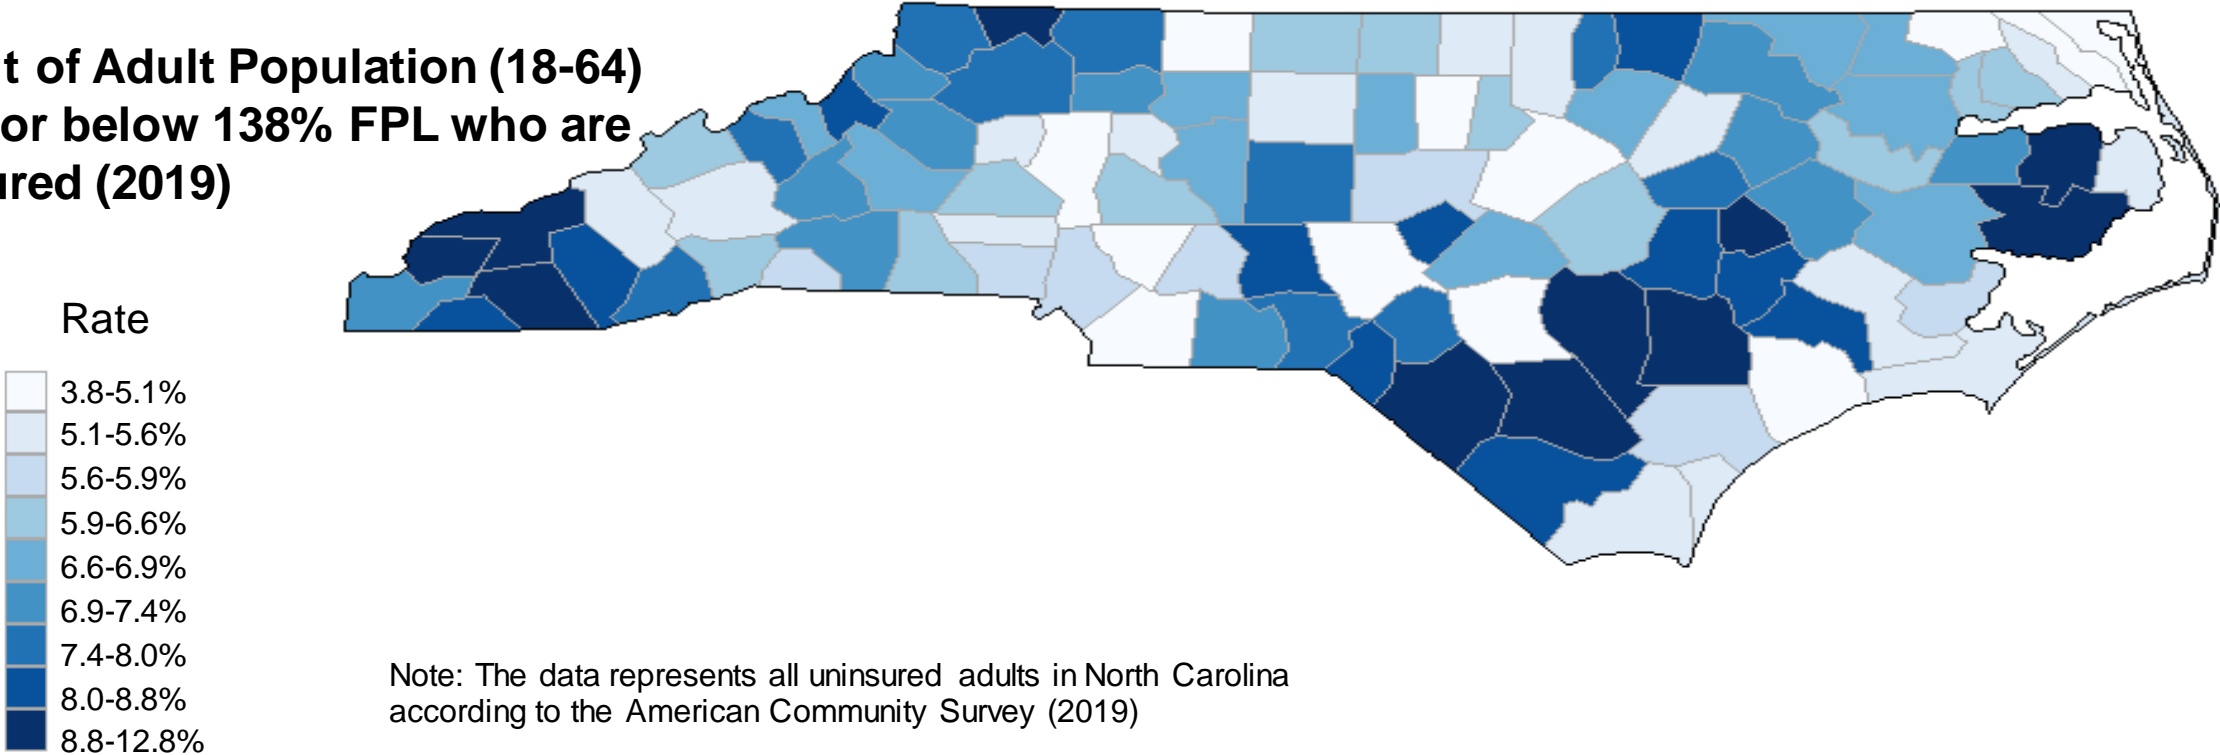 t of Adult Population (18-64)
or below 138% FPL who are
ured (2019)
Rate
3.8-5.1%
5.1-5.6%
5.6-5.9%
5.9-6.6%
6.6-6.9%
6.9-7.4%
7.4-8.0%
8.0-8.8%
8.8-12.8%
Note: The data represents all uninsured adults in North Carolina
according to the American Community Survey (2019)